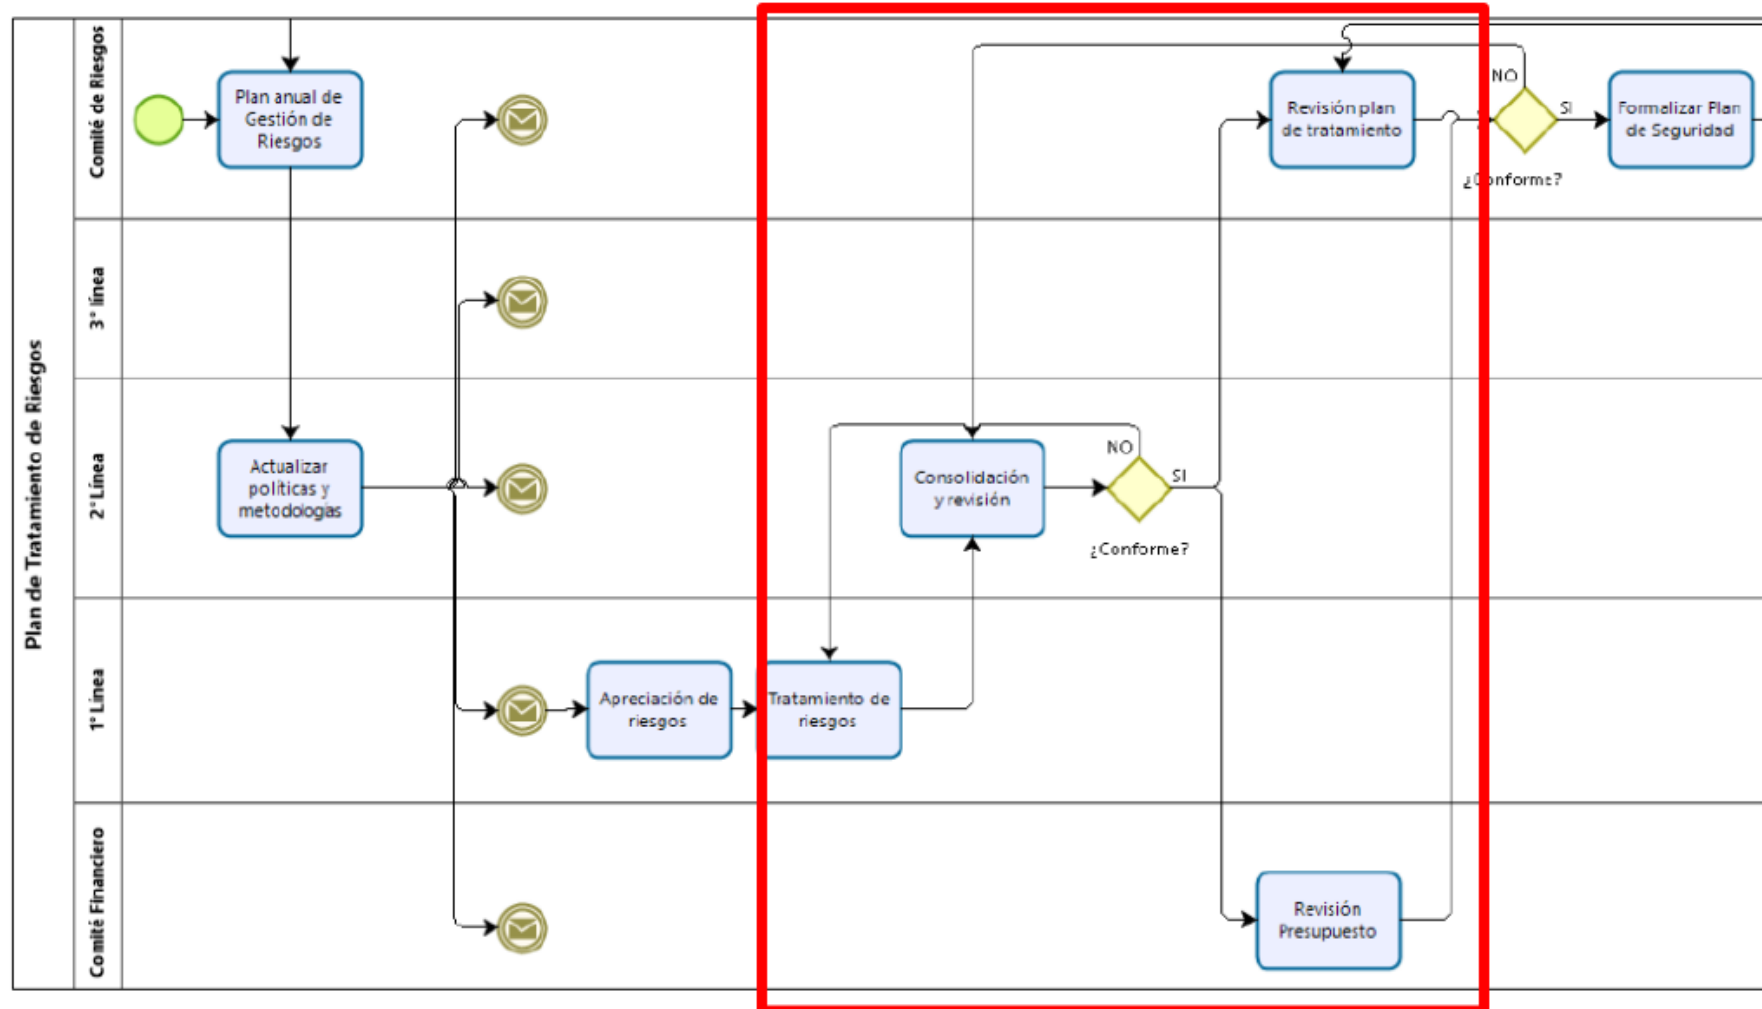 Plan de Tratamiento de Riesgos
Comité de Riesgos
Plan anual de
Gestión de
Riesgos
Revisión plan
de tratamiento
NO
SI
¿Conforme?
Formalizar Plan
de Seguridad
3° línea
2° Línea
Actualizar
políticas y
metodologías
Consolidación
y revisión
NO
SI
¿Conforme?
1° Línea
Apreciación de
riesgos
Tratamiento de
riesgos
Comité Financiero
Revisión
Presupuesto